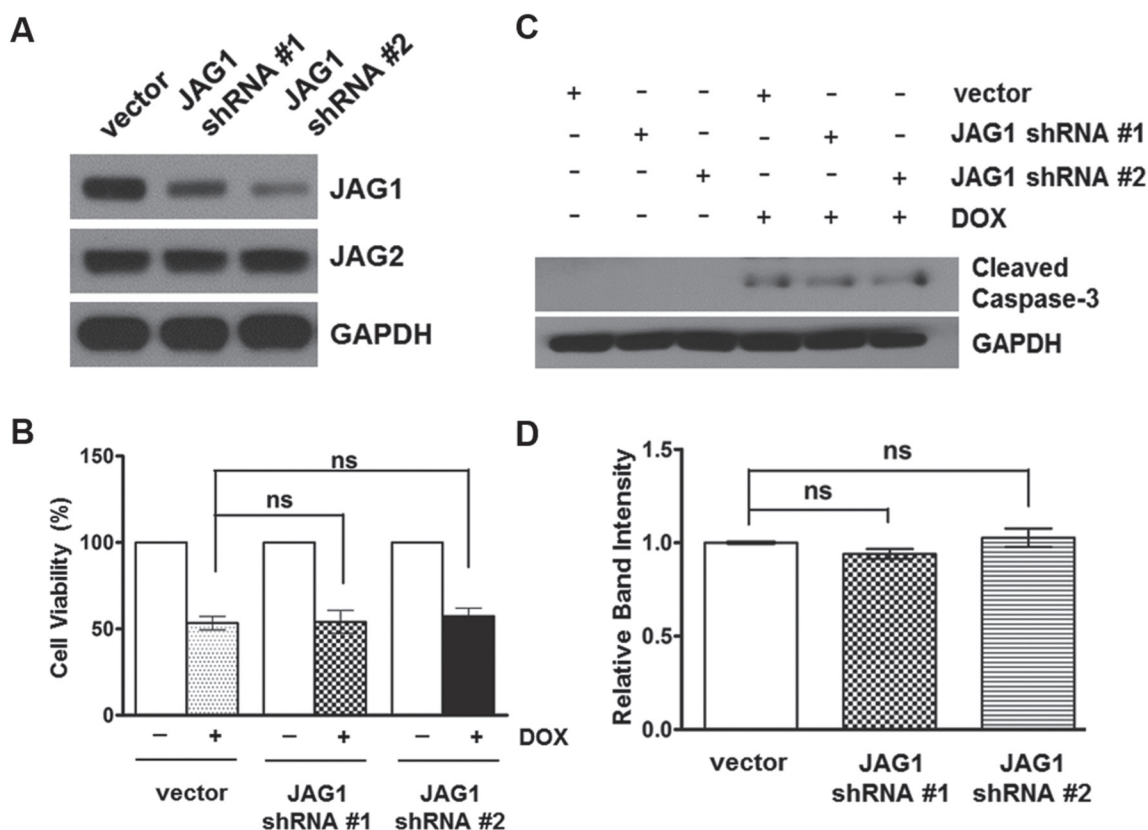 A
vector
JAG1
shRNA #1
JAG1
shRNA #2
JAG1
JAG2
GAPDH
C
+ - - + - - vector
- + - - + - JAG1 shRNA #1
- - + - - + JAG1 shRNA #2
- - - + + + DOX
Cleaved
Caspase-3
GAPDH
B
Cell Viability (%)
150
100
50
0
ns
ns
- + - + - + DOX
vector
JAG1
shRNA #1
JAG1
shRNA #2
D
Relative Band Intensity
1.5
1.0
0.5
0.0
ns
ns
vector
JAG1
shRNA #1
JAG1
shRNA #2